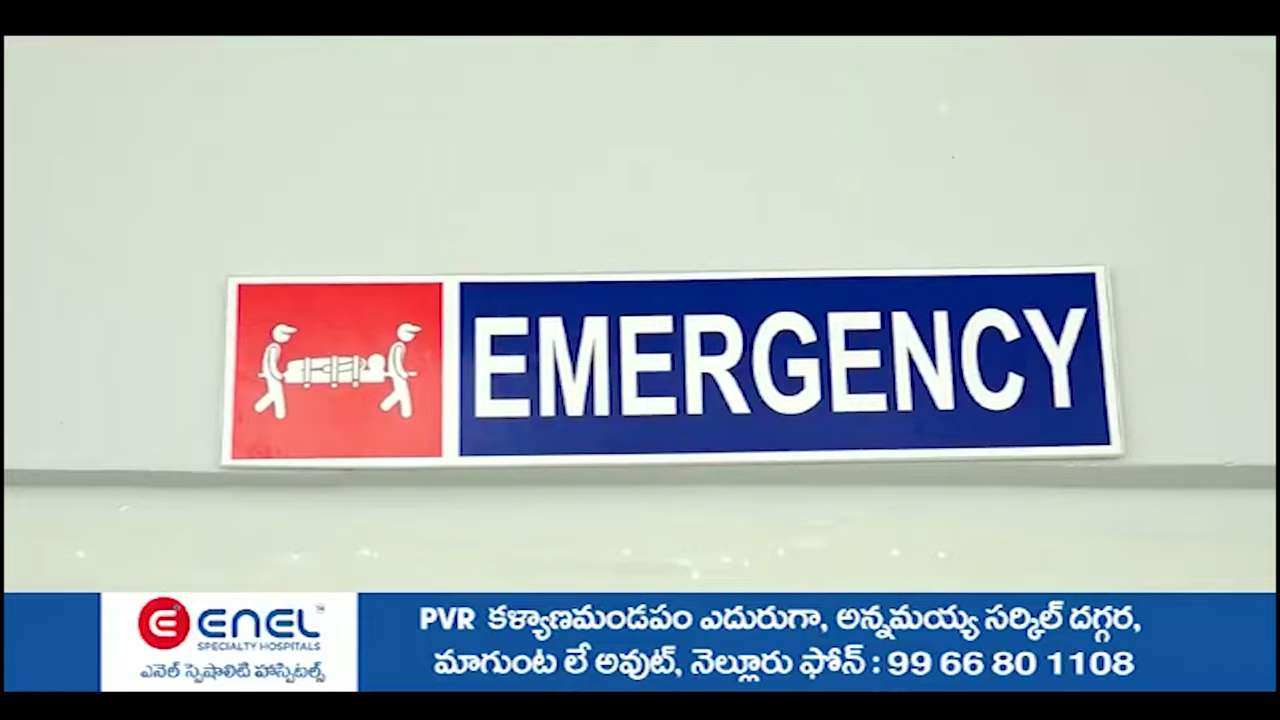 EMERGENCY
ENEL
SPECIALTY HOSPITALS
ఎనెల్ స్పెషాలిటి హాస్పిటల్స్
PVR కళ్యాణమండపం ఎదురుగా, అన్నమయ్య సర్కిల్ దగ్గర,
మాగుంట లే అవుట్, నెల్లూరు ఫోన్ : 99 66 80 1108